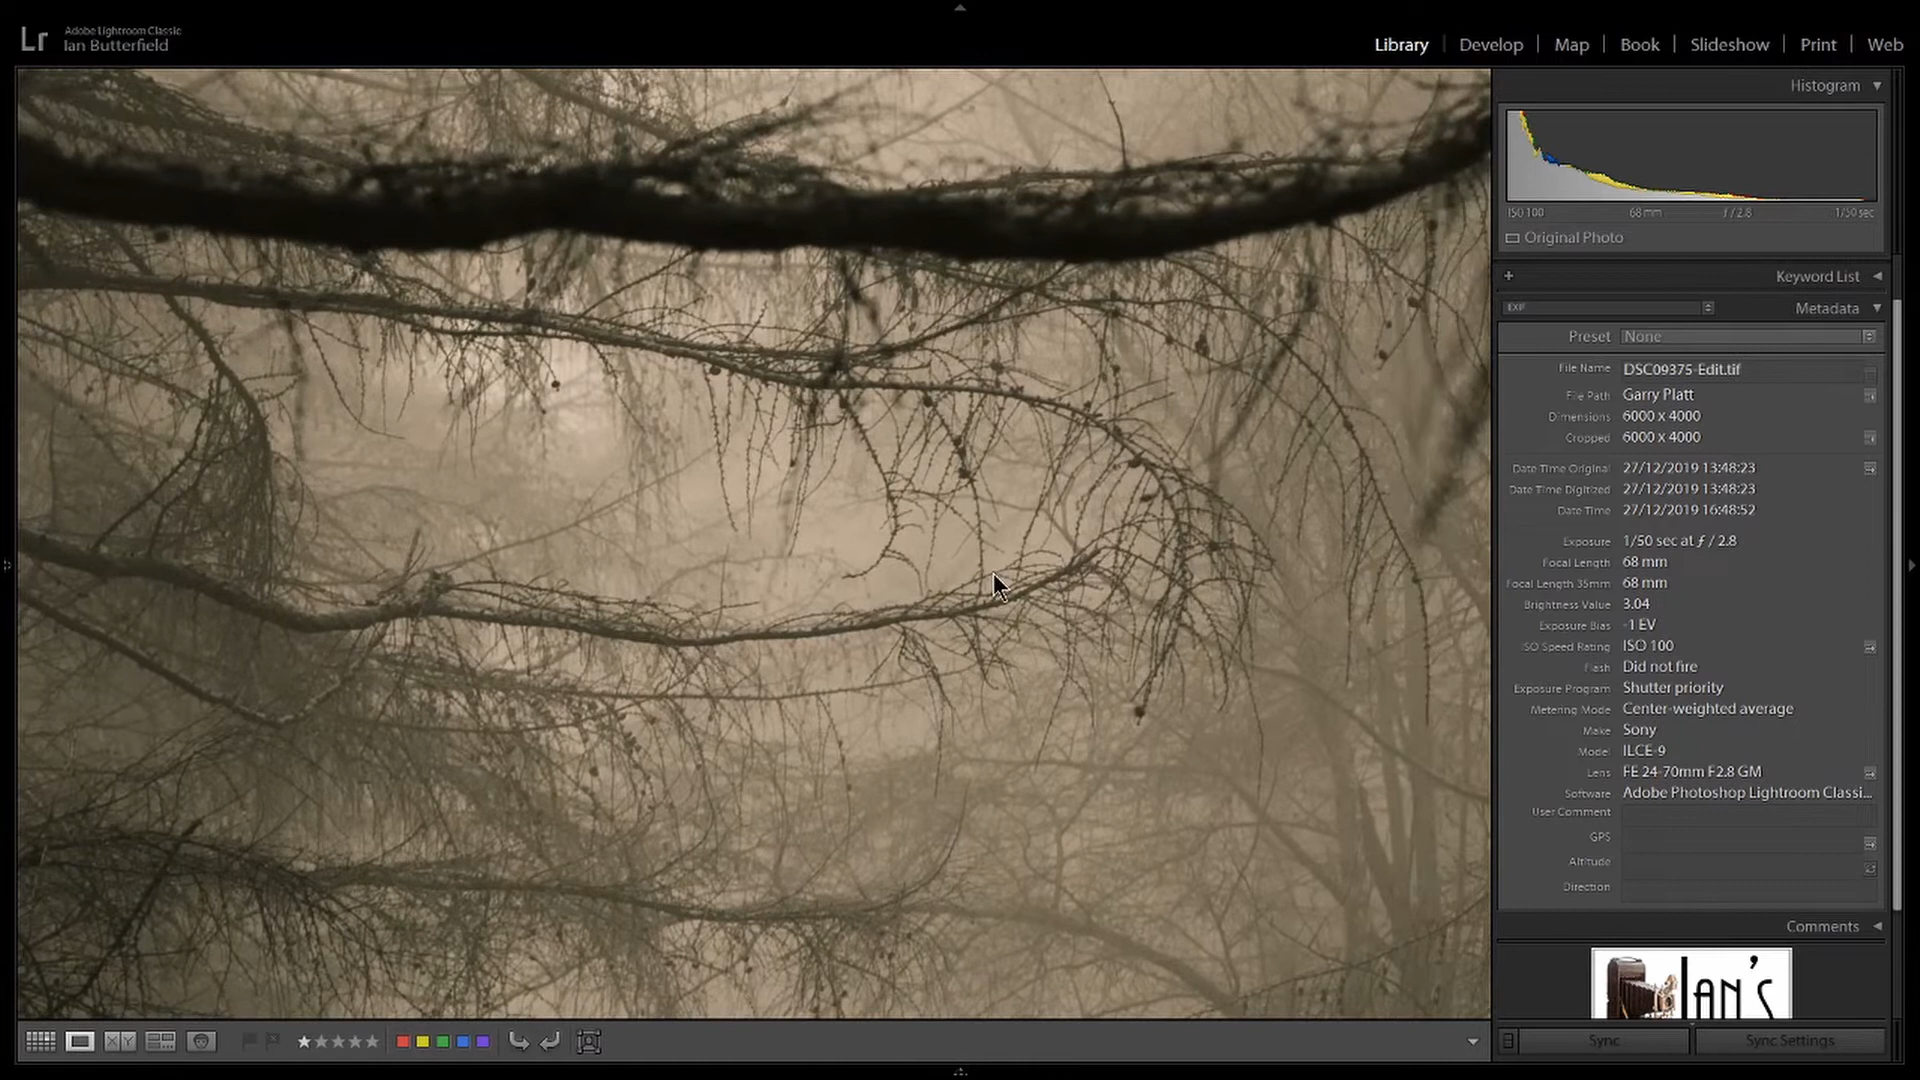 Lr
Adobe Lightroom Classic
Ian Butterfield
Library
Develop
Map
Book
Slideshow
Print
Web
Histogram
ISO 100
68 mm
ƒ / 2.8
1/50 sec
Original Photo
+ Keyword List
EXIF
Metadata
Preset None
File Name DSC09375-Edit.tif
File Path Garry Platt
Dimensions 6000 x 4000
Cropped 6000 x 4000
Date Time Original 27/12/2019 13:48:23
Date Time Digitized 27/12/2019 13:48:23
Date Time 27/12/2019 16:48:52
Exposure 1/50 sec at ƒ / 2.8
Focal Length 68 mm
Focal Length 35mm 68 mm
Brightness Value 3.04
Exposure Bias -1 EV
ISO Speed Rating ISO 100
Flash Did not fire
Exposure Program Shutter priority
Metering Mode Center-weighted average
Make Sony
Model ILCE-9
Lens FE 24-70mm F2.8 GM
Software Adobe Photoshop Lightroom Classi...
User Comment
GPS
Altitude
Direction
Comments
IAN'S
X Y
Sync
Sync Settings